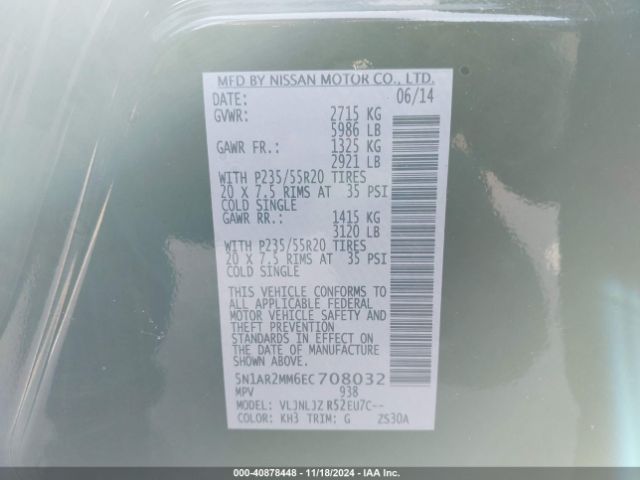 MFD BY NISSAN MOTOR CO., LTD.
DATE: 06/14
GVWR: 2715 KG
5986 LB
GAWR FR.: 1325 KG
2921 LB
WITH P235/55R20 TIRES
20 X 7.5 RIMS AT 35 PSI
COLD SINGLE
GAWR RR.: 1415 KG
3120 LB
WITH P235/55R20 TIRES
20 X 7.5 RIMS AT 35 PSI
COLD SINGLE
THIS VEHICLE CONFORMS TO
ALL APPLICABLE FEDERAL
MOTOR VEHICLE SAFETY AND
THEFT PREVENTION
STANDARDS IN EFFECT ON
THE DATE OF MANUFACTURE
SHOWN ABOVE.
5N1AR2MM6EC708032
MPV 938
MODEL: VLJNLJZ R52EU7C--
COLOR: KH3 TRIM: G ZS30A
000-40878448 - 11/18/2024 - IAA Inc.